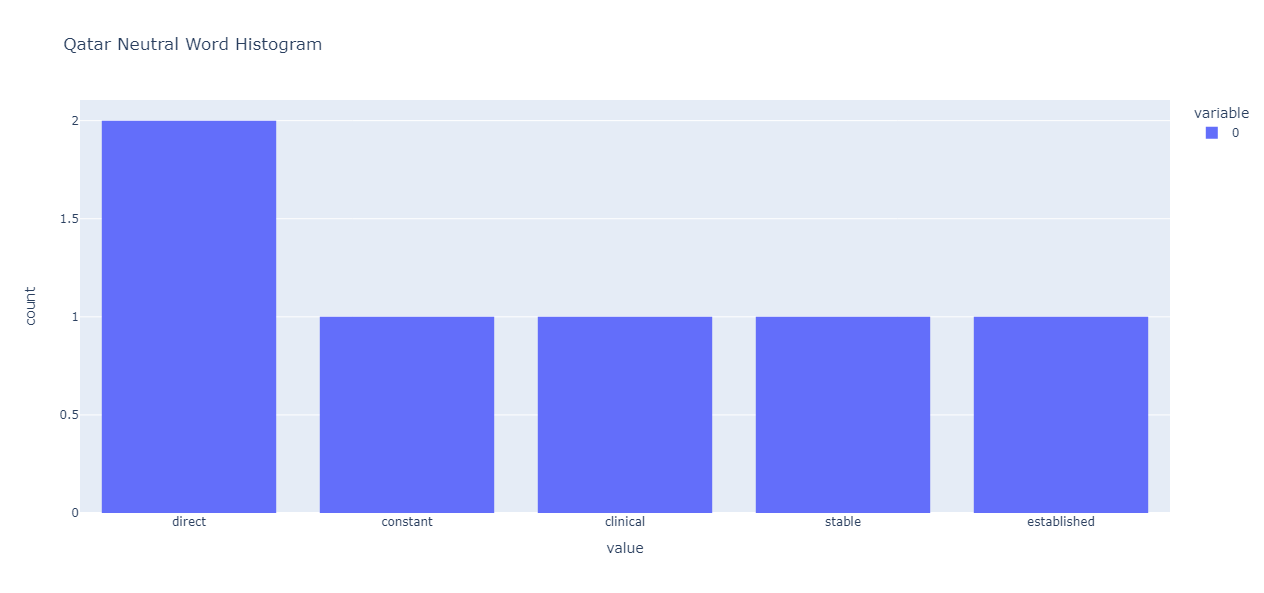 Qatar Neutral Word Histogram
variable
0
2
1.5
1
0.5
0
count
direct constant clinical stable established
value